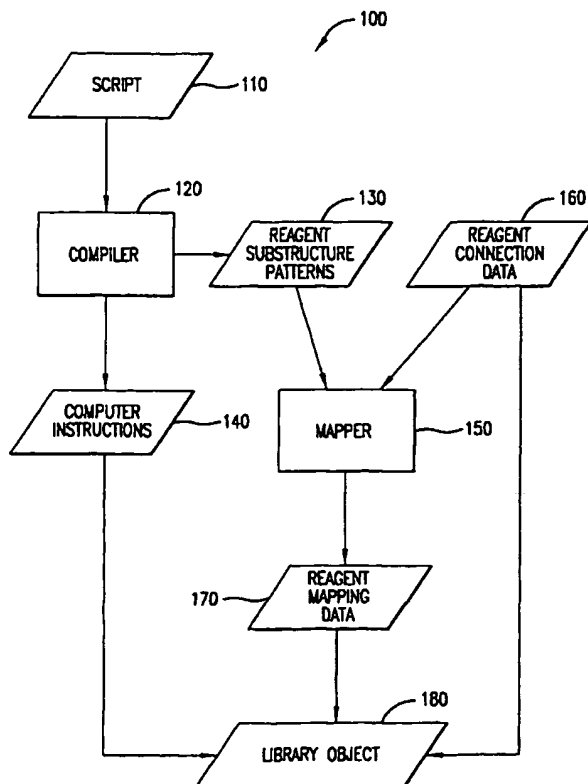 100
SCRIPT
110
120
COMPILER
130
REAGENT
SUBSTRUCTURE
PATTERNS
160
REAGENT
CONNECTION
DATA
COMPUTER
INSTRUCTIONS
140
MAPPER
150
170
REAGENT
MAPPING
DATA
180
LIBRARY OBJECT